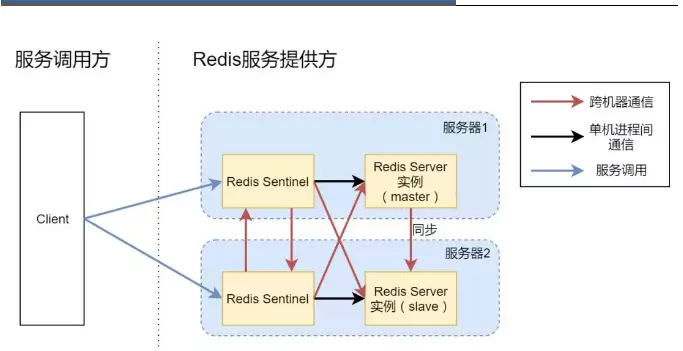 服务调用方
Redis服务提供方
跨机器通信
单机进程间
通信
服务调用
服务器1
Redis Sentinel
Redis Server
实例
（master）
Client
同步
服务器2
Redis Sentinel
Redis Server
实例（slave）